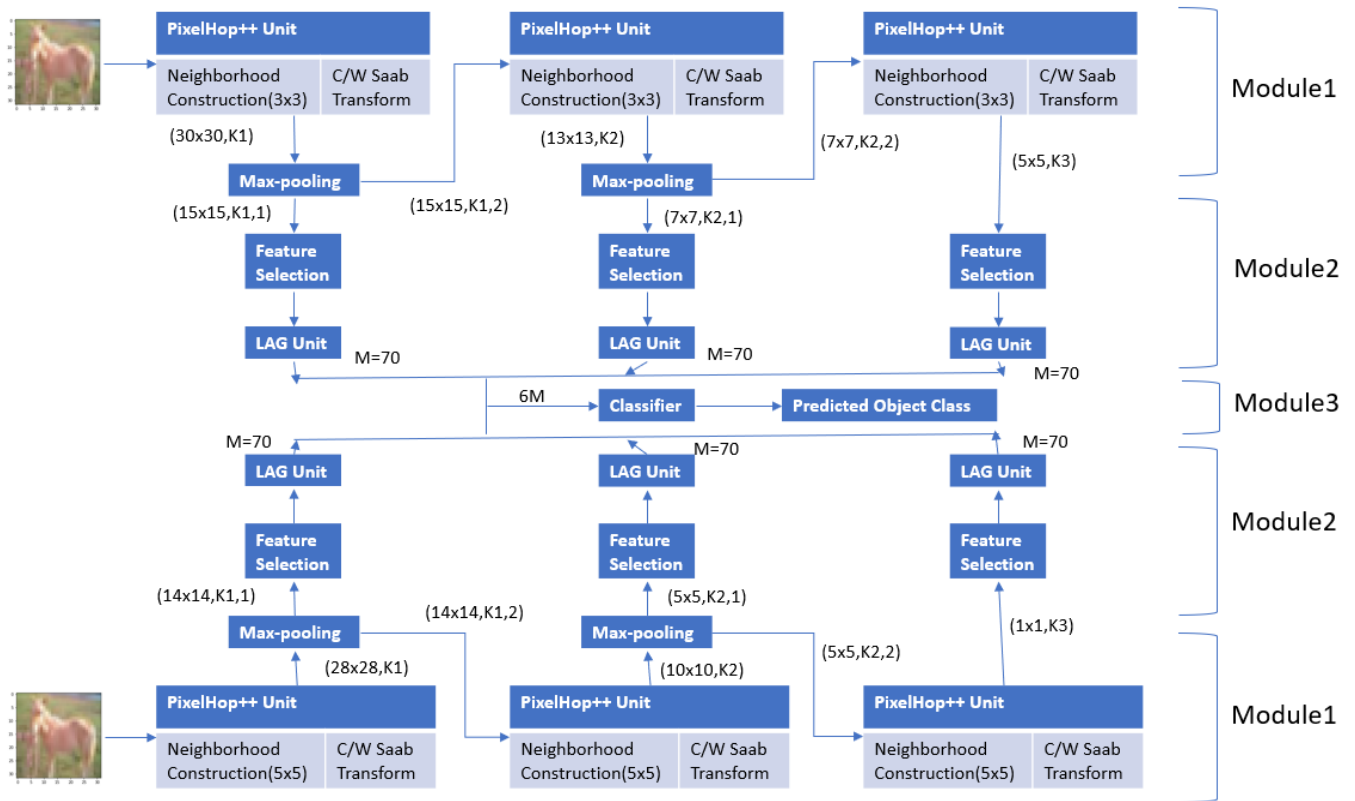 PixelHop++ Unit
Neighborhood
Construction(3x3)
C/W Saab
Transform
PixelHop++ Unit
Neighborhood
Construction(3x3)
C/W Saab
Transform
PixelHop++ Unit
Neighborhood
Construction(3x3)
C/W Saab
Transform
Module1
(30x30,K1)
(13x13,K2)
(7x7,K2,2)
(5x5,K3)
Max-pooling
Max-pooling
(15x15,K1,1)
(15x15,K1,2)
(7x7,K2,1)
Feature
Selection
Feature
Selection
Feature
Selection
Module2
LAG Unit
LAG Unit
LAG Unit
M=70
M=70
M=70
6M
Classifier
Predicted Object Class
Module3
M=70
M=70
M=70
LAG Unit
LAG Unit
LAG Unit
Module2
Feature
Selection
Feature
Selection
Feature
Selection
(14x14,K1,1)
(14x14,K1,2)
(5x5,K2,1)
(1x1,K3)
Max-pooling
Max-pooling
(5x5,K2,2)
(28x28,K1)
(10x10,K2)
PixelHop++ Unit
Neighborhood
Construction(5x5)
C/W Saab
Transform
PixelHop++ Unit
Neighborhood
Construction(5x5)
C/W Saab
Transform
PixelHop++ Unit
Neighborhood
Construction(5x5)
C/W Saab
Transform
Module1